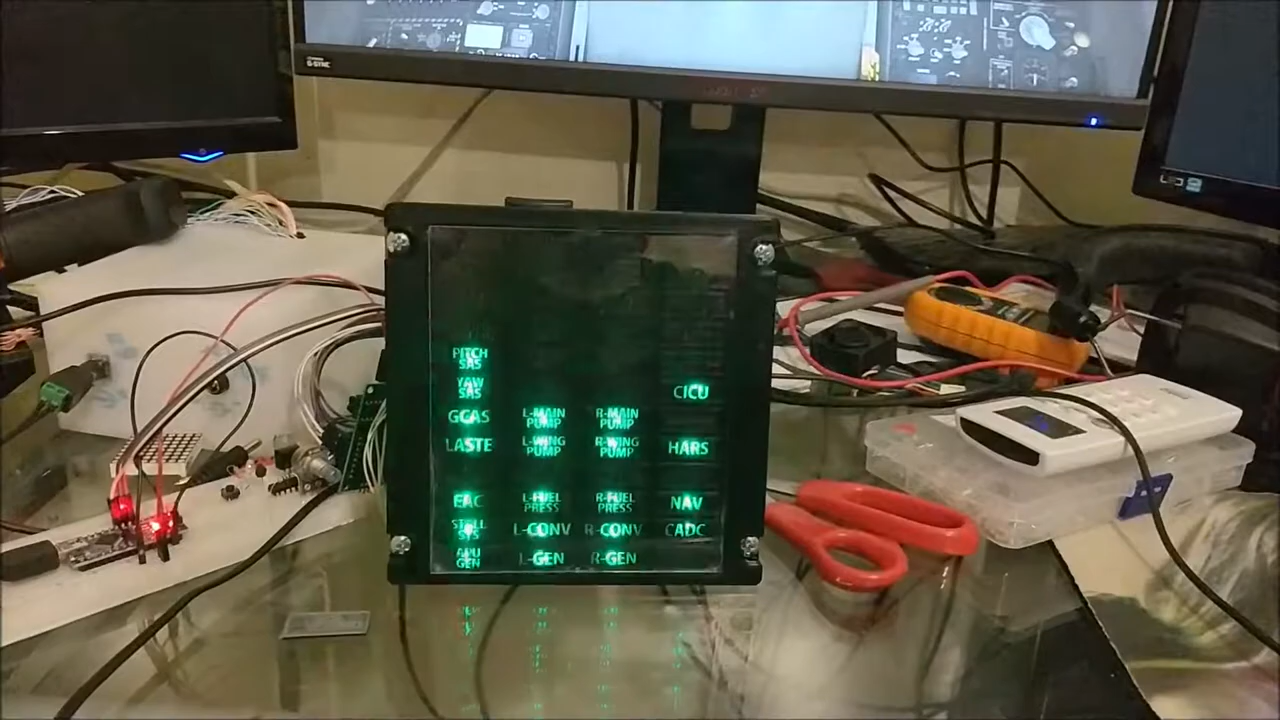 G-SYNC
PITCH
SAS
YAW
SAS
CICU
GCAS
L-MAIN
PUMP
R-MAIN
PUMP
LASTE
L-WING
PUMP
R-WING
PUMP
HARS
EAC
L-FUEL
PRESS
R-FUEL
PRESS
NAV
STALL
SYS
L-CONV
R-CONV
CADC
APU
GEN
L-GEN
R-GEN